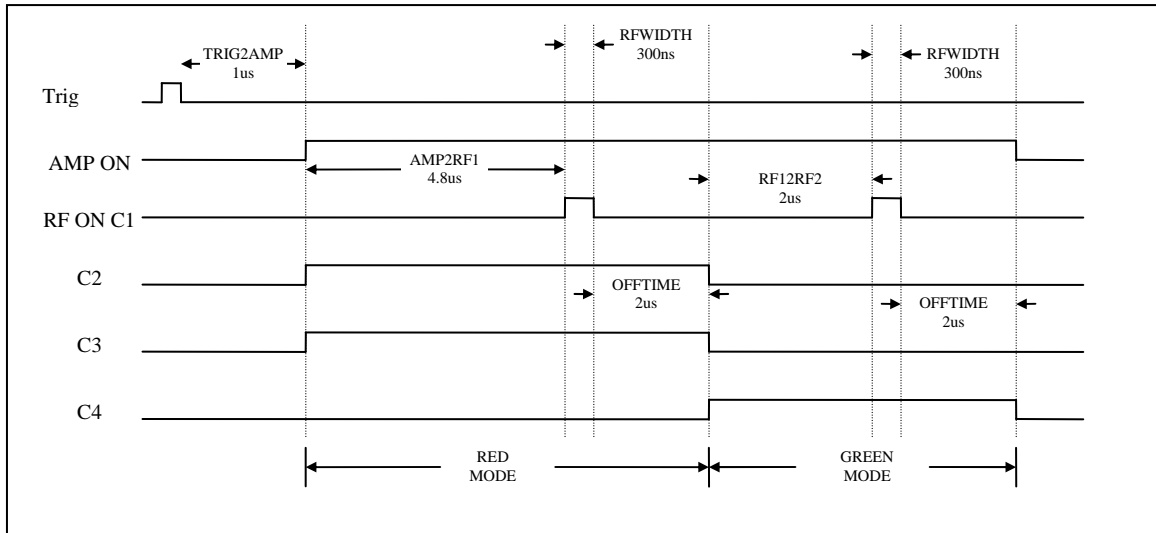 RFWIDTH
300ns
RFWIDTH
300ns
TRIG2AMP
1us
Trig
AMP ON
AMP2RF1
4.8us
RF12RF2
2us
RF ON C1
C2
OFFTIME
2us
OFFTIME
2us
C3
C4
RED
MODE
GREEN
MODE